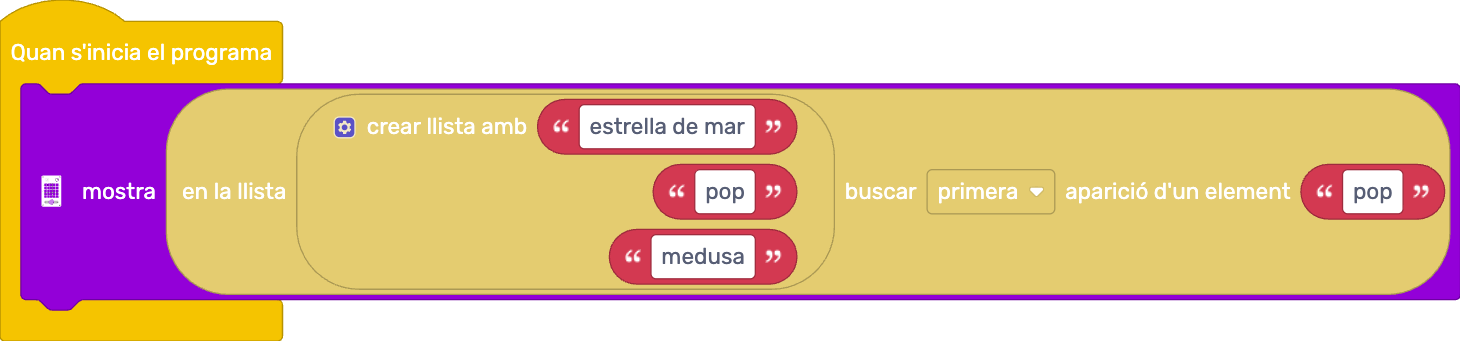 Quan s'inicia el programa
crear llista amb “ estrella de mar ”
mostra en la llista “ pop ” buscar primera aparició d'un element “ pop ”
“ medusa ”